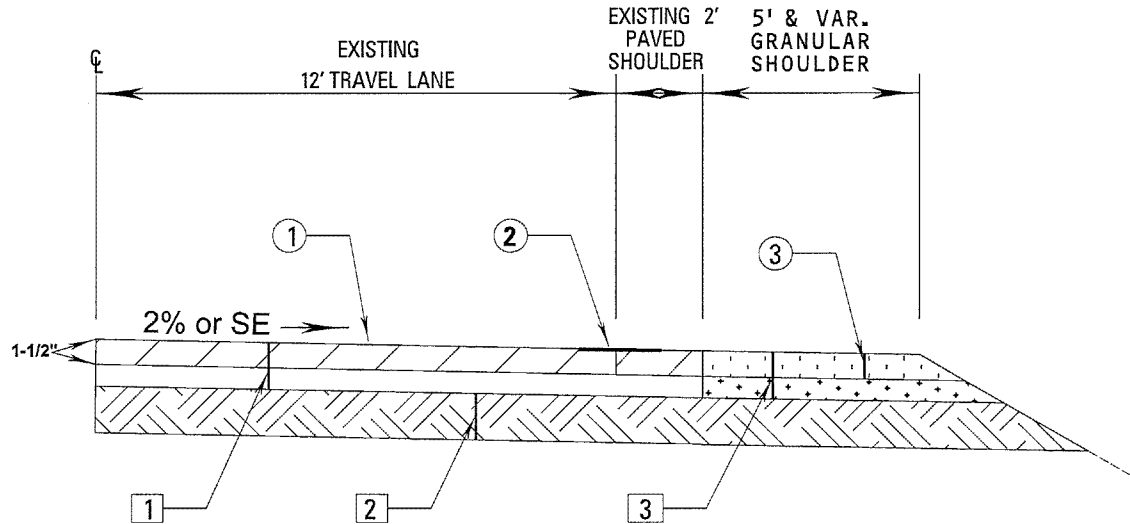 ℄
EXISTING
12' TRAVEL LANE
EXISTING 2'
PAVED
SHOULDER
5' & VAR.
GRANULAR
SHOULDER
1
2
3
2% or SE
1-1/2"
1
2
3